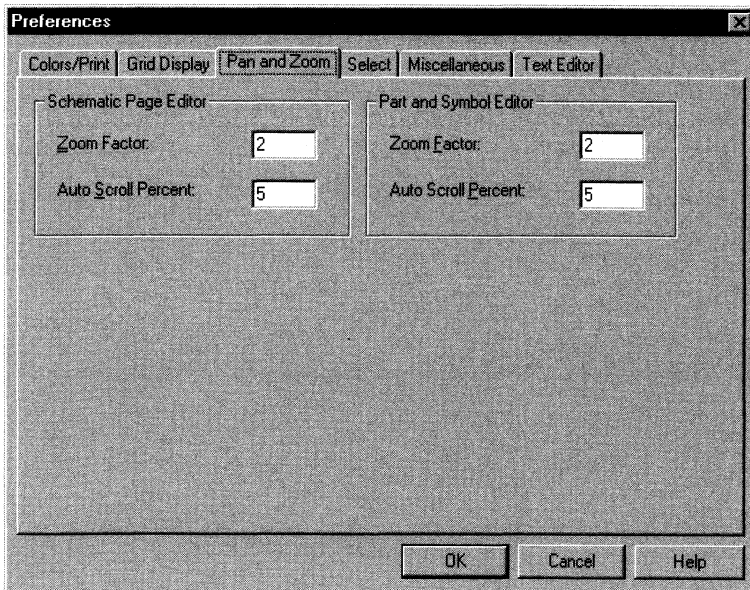 Preferences
Colors/Print Grid Display Pan and Zoom Select Miscellaneous Text Editor
Schematic Page Editor
Zoom Factor: 2
Auto Scroll Percent: 5
Part and Symbol Editor
Zoom Factor: 2
Auto Scroll Percent: 5
OK Cancel Help